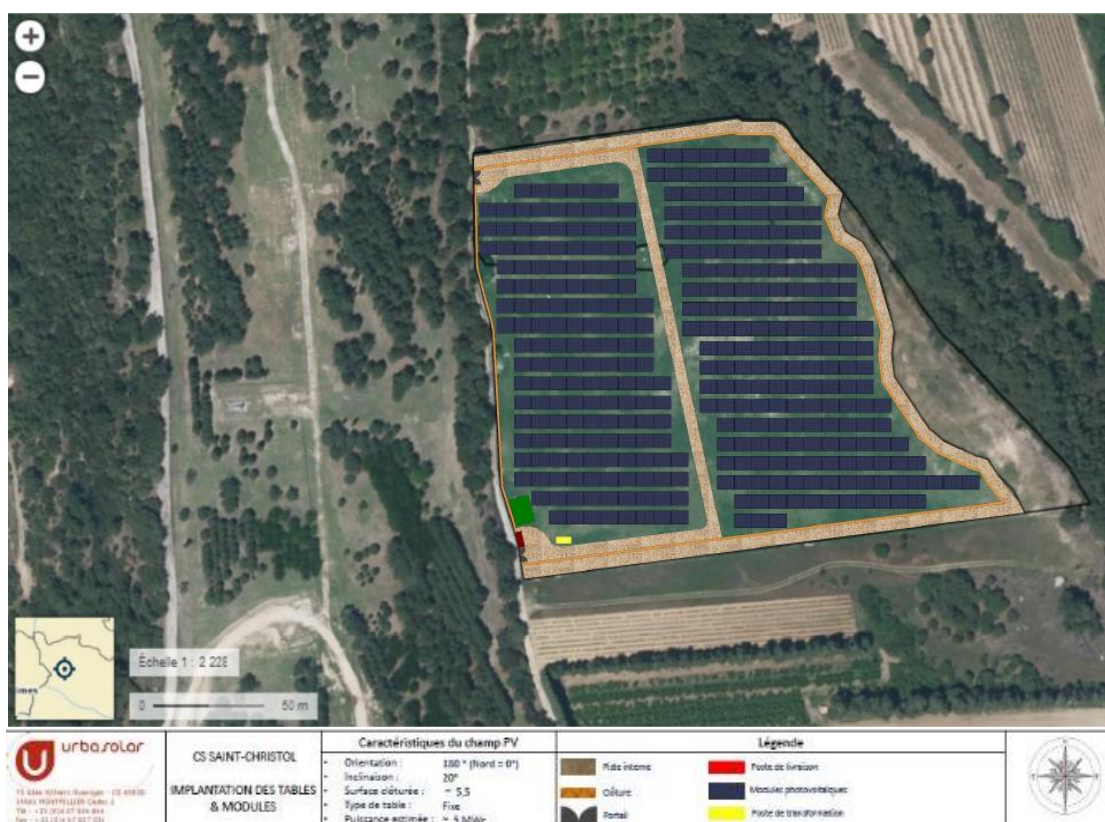 Échelle 1 : 2 228
0 50 m
urbasolar
CS SAINT-CHRISTOL
IMPLANTATION DES TABLES
& MODULES
Caractéristiques du champ PV
Orientation : 180 ° (Nord = 0°)
Inclinaison : 20°
Surface clôturée : ~ 5,5
Type de table : Fixe
Puissance estimée : ~ 5 MWc
Légende
Piste interne
Clôture
Portail
Poste de livraison
Modules photovoltaïques
Poste de transformation